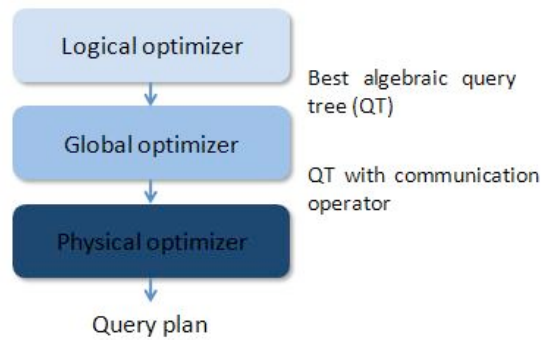 Logical optimizer
Best algebraic query
tree (QT)
Global optimizer
QT with communication
operator
Physical optimizer
Query plan